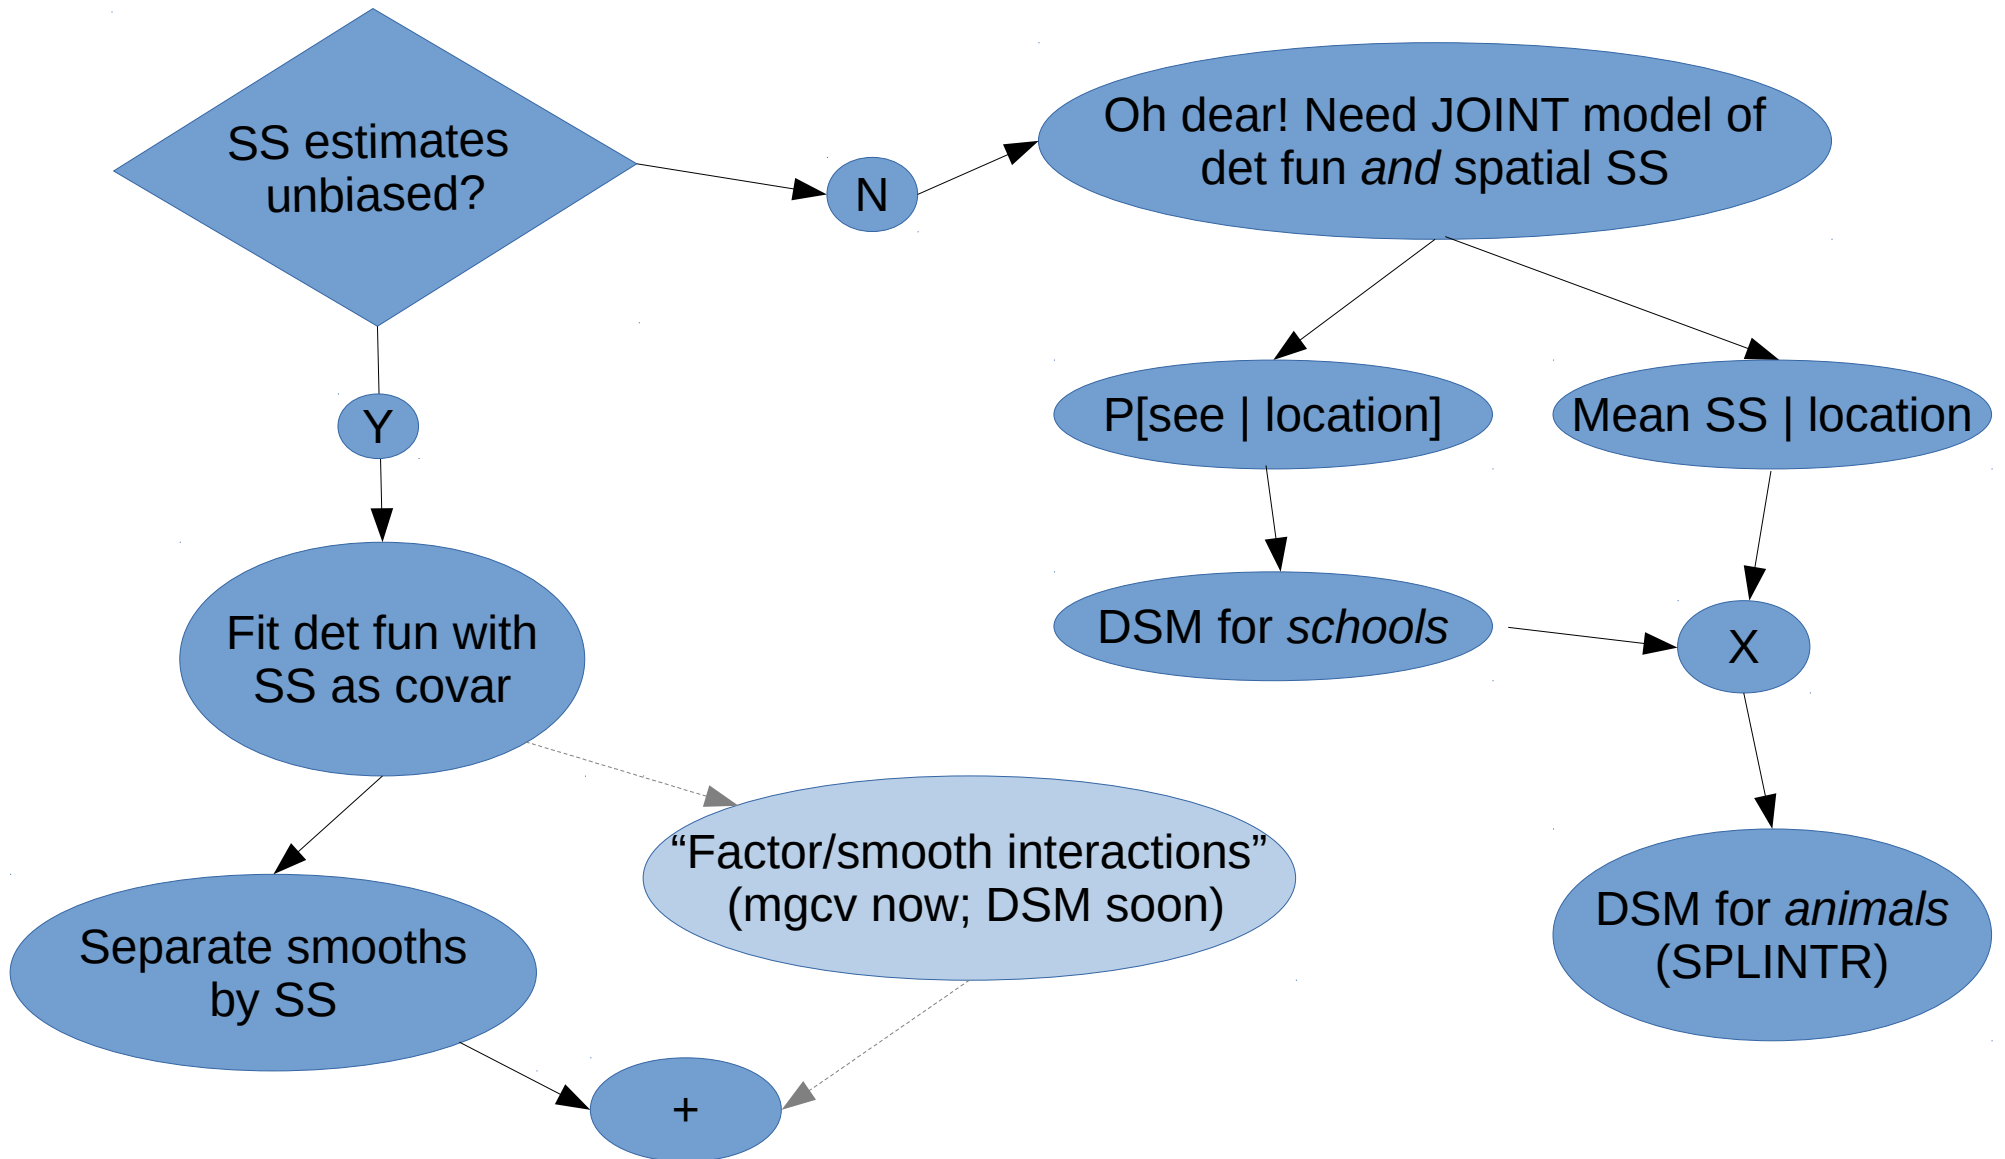 SS estimates
unbiased?
N
Oh dear! Need JOINT model of
det fun and spatial SS
Y
P[see | location]
Mean SS | location
Fit det fun with
SS as covar
DSM for schools
X
“Factor/smooth interactions”
(mgcv now; DSM soon)
Separate smooths
by SS
DSM for animals
(SPLINTR)
+